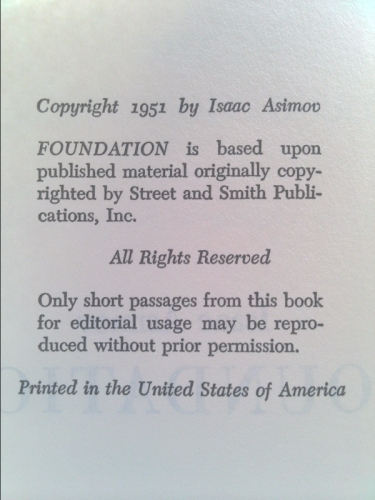 Copyright 1951 by Isaac Asimov
FOUNDATION is based upon
published material originally copy-
righted by Street and Smith Publi-
cations, Inc.
All Rights Reserved
Only short passages from this book
for editorial usage may be repro-
duced without prior permission.
Printed in the United States of America